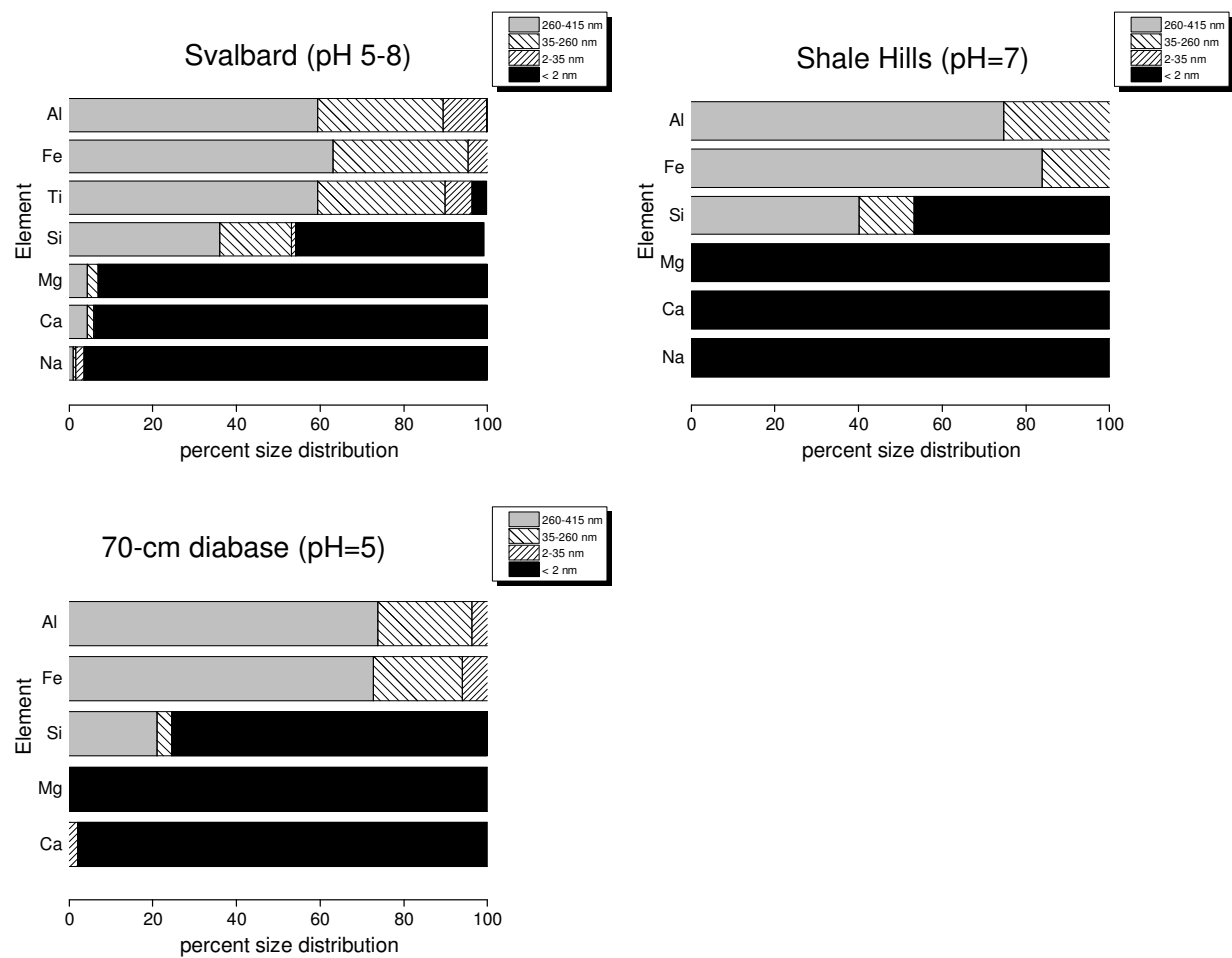 Svalbard (pH 5-8)
260-415 nm
35-260 nm
2-35 nm
< 2 nm
Element
Al
Fe
Ti
Si
Mg
Ca
Na
0 20 40 60 80 100
percent size distribution
Shale Hills (pH=7)
260-415 nm
35-260 nm
2-35 nm
< 2 nm
Element
Al
Fe
Si
Mg
Ca
Na
0 20 40 60 80 100
percent size distribution
70-cm diabase (pH=5)
260-415 nm
35-260 nm
2-35 nm
< 2 nm
Element
Al
Fe
Si
Mg
Ca
0 20 40 60 80 100
percent size distribution